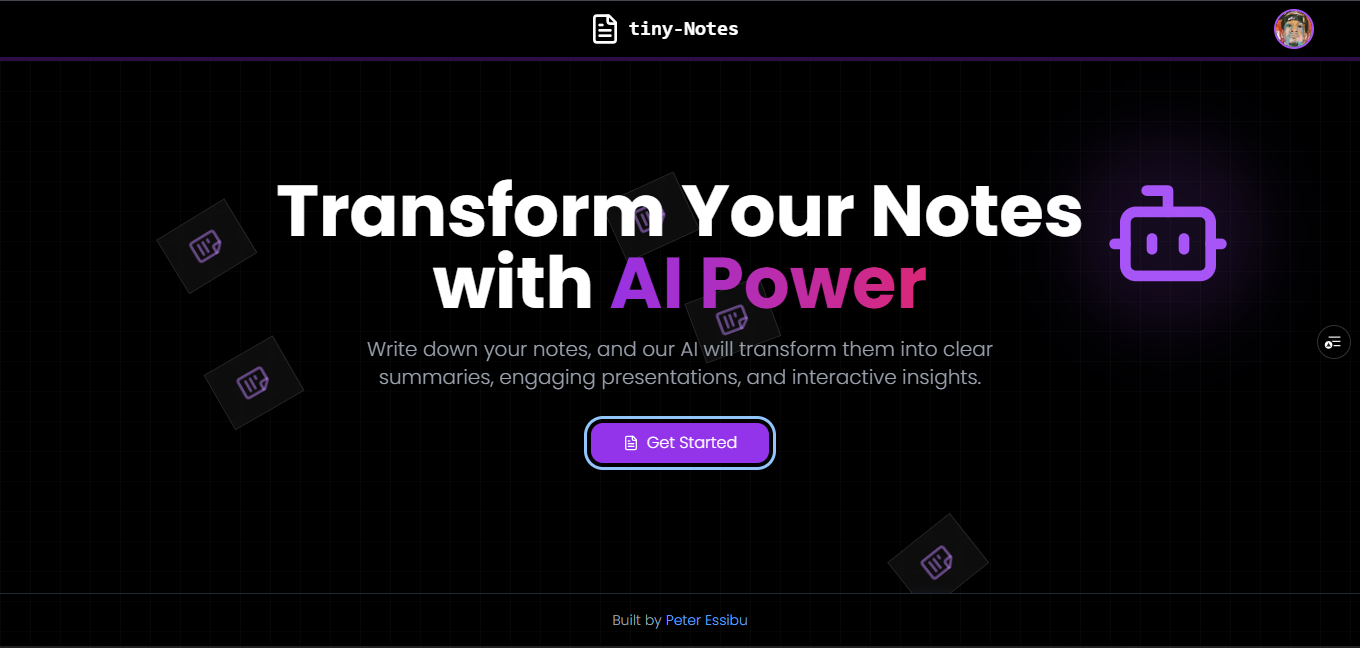 tiny-Notes
Transform Your Notes
with AI Power
Write down your notes, and our AI will transform them into clear
summaries, engaging presentations, and interactive insights.
Get Started
Built by Peter Essibu